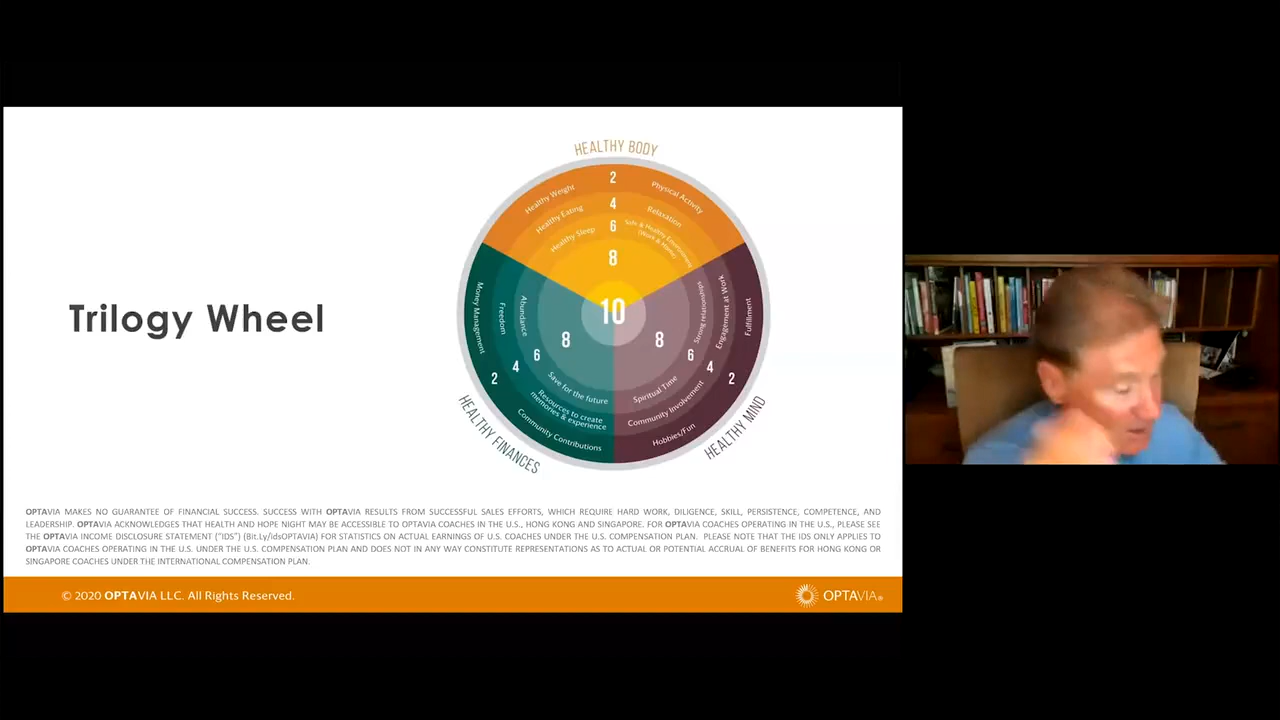 Trilogy Wheel
HEALTHY BODY
2
4
6
8
10
Healthy Weight
Healthy Eating
Healthy Sleep
Physical Activity
Relaxation
Safe & Healthy Environment
(Work & Home)
HEALTHY FINANCES
Money Management
Freedom
Abundance
8
6
4
2
Save for the future
Resources to create
memories & experience
Community Contributions
HEALTHY MIND
Strong relationships
Engagement at Work
Fulfillment
8
6
4
2
Spiritual Time
Community Involvement
Hobbies/Fun
OPTAVIA MAKES NO GUARANTEE OF FINANCIAL SUCCESS. SUCCESS WITH OPTAVIA RESULTS FROM SUCCESSFUL SALES EFFORTS, WHICH REQUIRE HARD WORK, DILIGENCE, SKILL, PERSISTENCE, COMPETENCE, AND
LEADERSHIP. OPTAVIA ACKNOWLEDGES THAT HEALTH AND HOPE NIGHT MAY BE ACCESSIBLE TO OPTAVIA COACHES IN THE U.S., HONG KONG AND SINGAPORE. FOR OPTAVIA COACHES OPERATING IN THE U.S., PLEASE SEE
THE OPTAVIA INCOME DISCLOSURE STATEMENT ("IDS") (Bit.Ly/idsOPTAVIA) FOR STATISTICS ON ACTUAL EARNINGS OF U.S. COACHES UNDER THE U.S. COMPENSATION PLAN. PLEASE NOTE THAT THE IDS ONLY APPLIES TO
OPTAVIA COACHES OPERATING IN THE U.S. UNDER THE U.S. COMPENSATION PLAN AND DOES NOT IN ANY WAY CONSTITUTE REPRESENTATIONS AS TO ACTUAL OR POTENTIAL ACCRUAL OF BENEFITS FOR HONG KONG OR
SINGAPORE COACHES UNDER THE INTERNATIONAL COMPENSATION PLAN.
© 2020 OPTAVIA LLC. All Rights Reserved.
OPTAVIA®